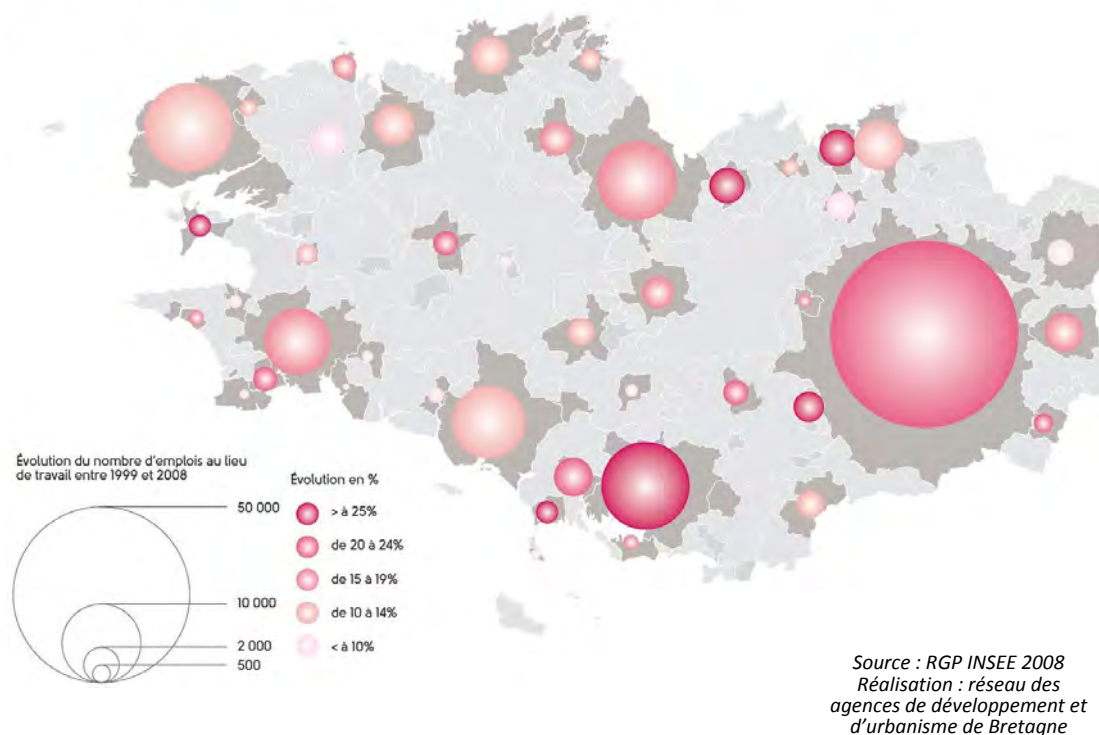 Évolution du nombre d'emplois au lieu
de travail entre 1999 et 2008
50 000
10 000
2 000
500
Évolution en %
> à 25%
de 20 à 24%
de 15 à 19%
de 10 à 14%
< à 10%
Source : RGP INSEE 2008
Réalisation : réseau des
agences de développement et
d'urbanisme de Bretagne